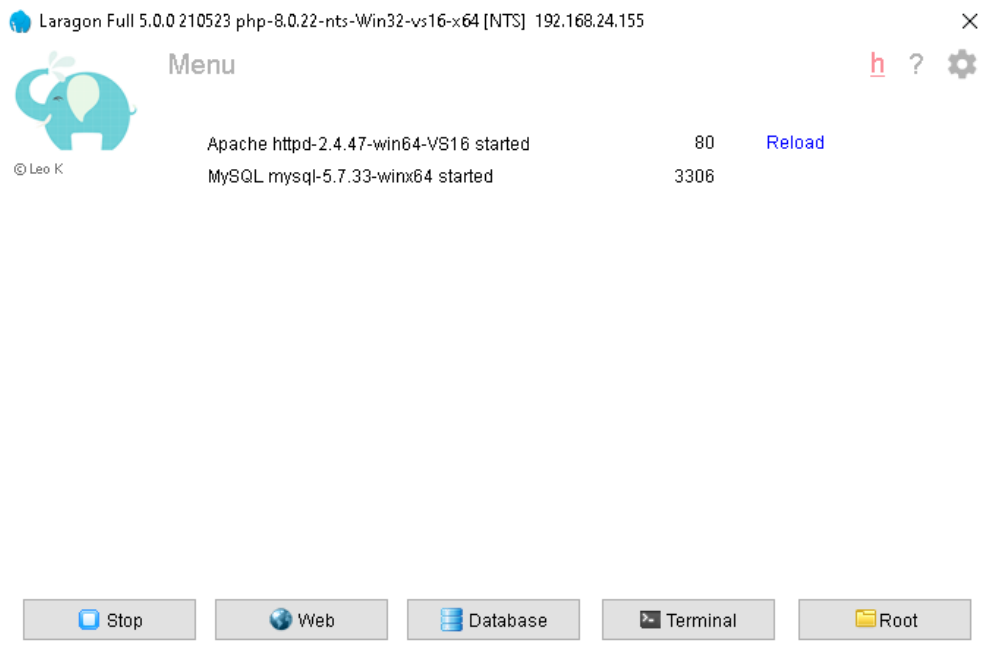 Laragon Full 5.0.0 210523 php-8.0.22-nts-Win32-vs16-x64 [NTS] 192.168.24.155
Menu h ?
Apache httpd-2.4.47-win64-VS16 started 80 Reload
© Leo K
MySQL mysql-5.7.33-winx64 started 3306
Stop Web Database Terminal Root